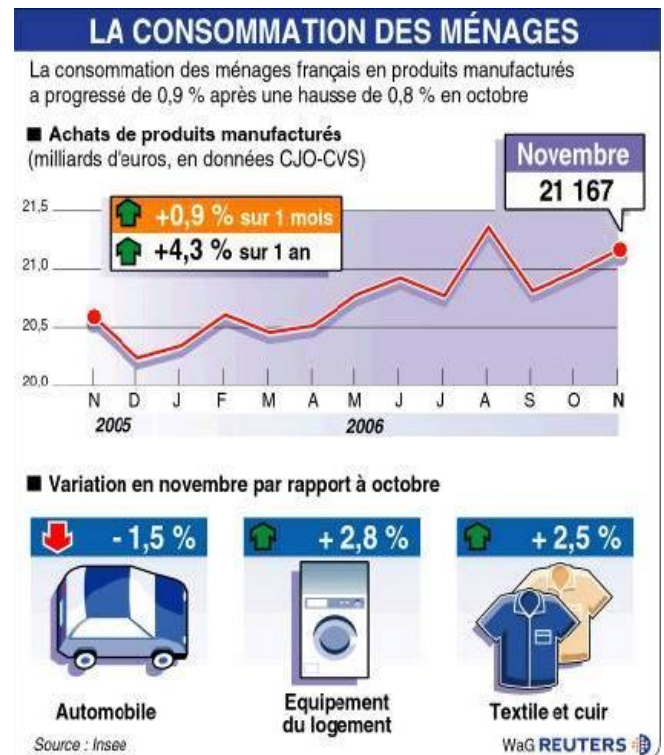 LA CONSOMMATION DES MÉNAGES
La consommation des ménages français en produits manufacturés
a progressé de 0,9 % après une hausse de 0,8 % en octobre
■ Achats de produits manufacturés
(milliards d'euros, en données CJO-CVS)
Novembre
21 167
+0,9 % sur 1 mois
+4,3 % sur 1 an
21,5
21,0
20,5
20,0
N D J F M A M J J A S O N
2005 2006
■ Variation en novembre par rapport à octobre
- 1,5 % + 2,8 % + 2,5 %
Automobile
Equipement
du logement
Textile et cuir
Source : Insee
WaG REUTERS